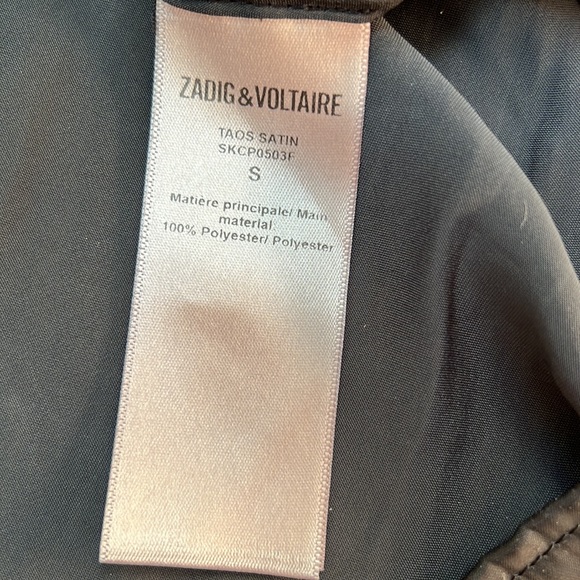 ZADIG&VOLTAIRE
TAOS SATIN
SKCP0503F
S
Matière principale/ Main
material:
100% Polyester/ Polyester